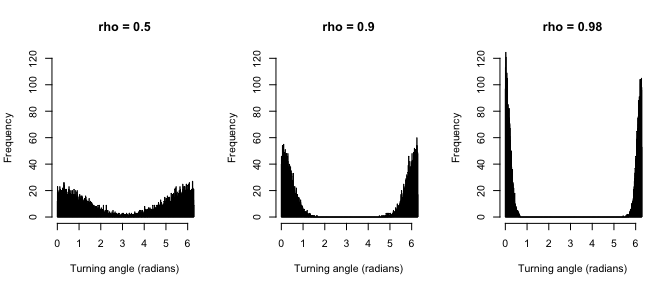 rho = 0.5
Frequency
0 20 40 60 80 100 120
0 1 2 3 4 5 6
Turning angle (radians)
rho = 0.9
Frequency
0 20 40 60 80 100 120
0 1 2 3 4 5 6
Turning angle (radians)
rho = 0.98
Frequency
0 20 40 60 80 100 120
0 1 2 3 4 5 6
Turning angle (radians)